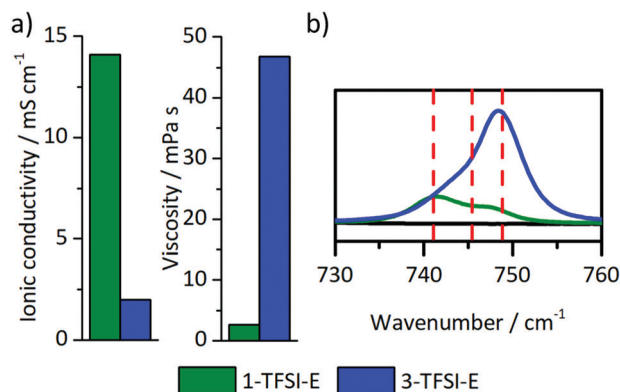 a)
Ionic conductivity / mS cm⁻¹
15
10
5
0
Viscosity / mPa s
50
40
30
20
10
0
b)
730 740 750 760
Wavenumber / cm⁻¹
1-TFSI-E 3-TFSI-E